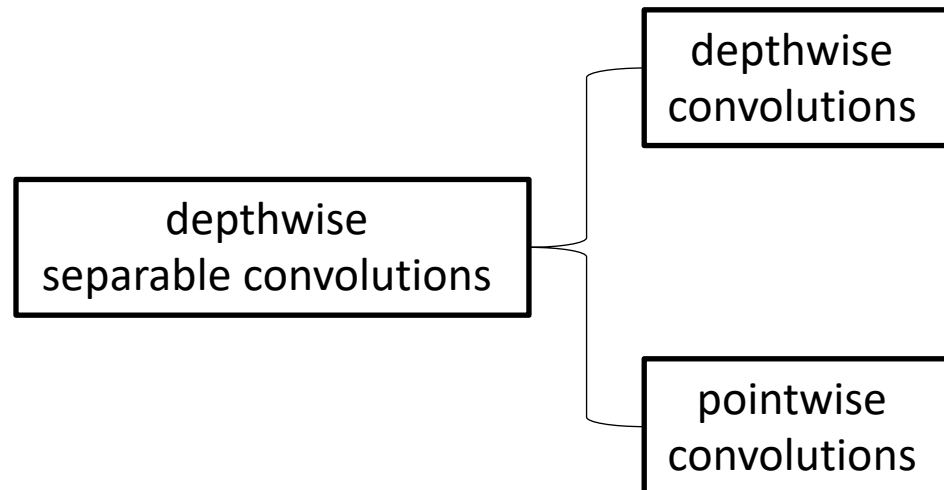 depthwise
convolutions
depthwise
separable convolutions
pointwise
convolutions